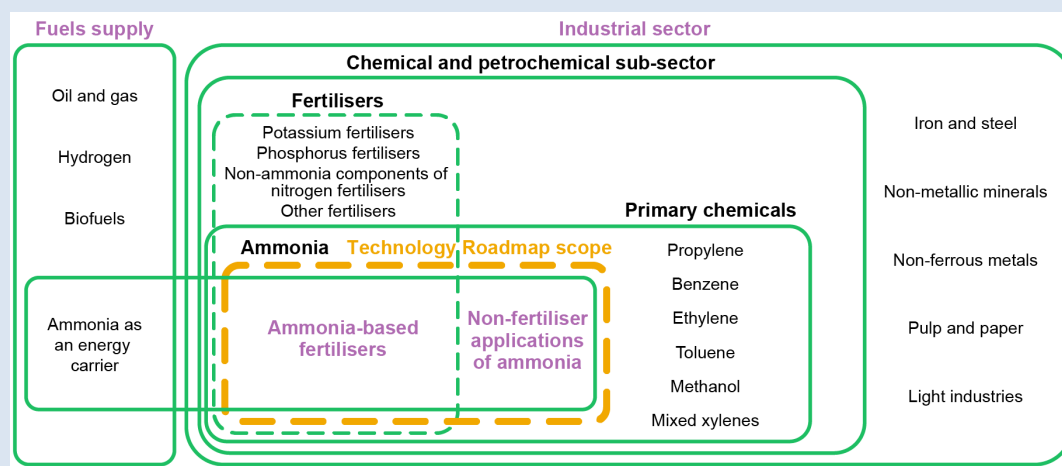 Fuels supply
Industrial sector
Chemical and petrochemical sub-sector
Oil and gas
Hydrogen
Biofuels
Fertilisers
Potassium fertilisers
Phosphorus fertilisers
Non-ammonia components of
nitrogen fertilisers
Other fertilisers
Primary chemicals
Ammonia
Technology Roadmap scope
Ammonia as
an energy
carrier
Ammonia-based
fertilisers
Non-fertiliser
applications
of ammonia
Propylene
Benzene
Ethylene
Toluene
Methanol
Mixed xylenes
Iron and steel
Non-metallic minerals
Non-ferrous metals
Pulp and paper
Light industries